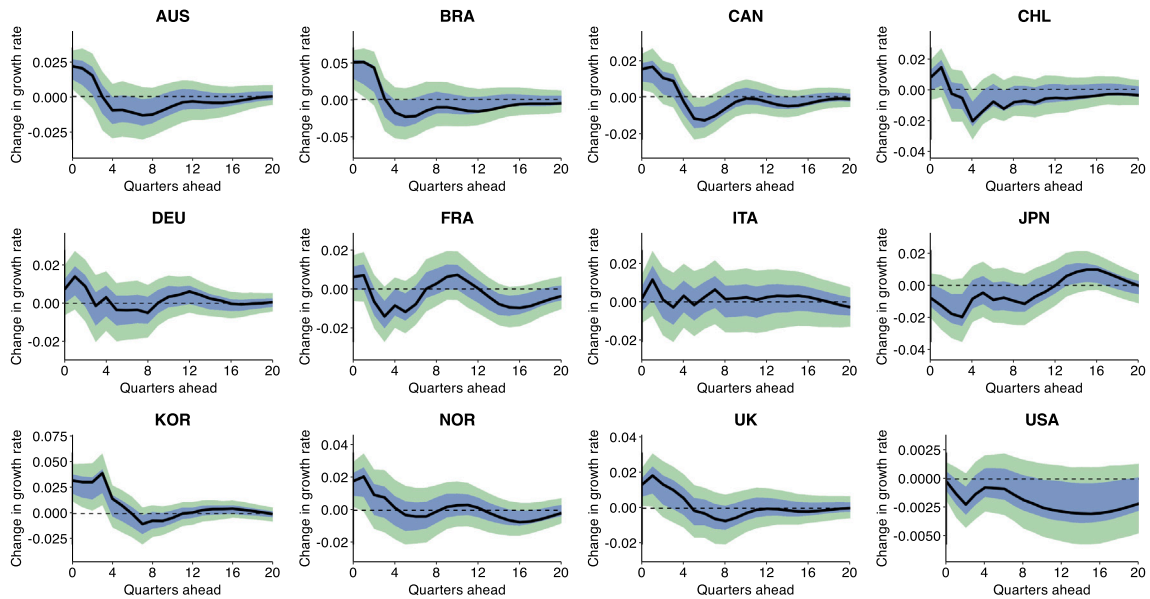 AUS
BRA
CAN
CHL
Change in growth rate
0.025
0.000
-0.025
0 4 8 12 16 20
Quarters ahead
Change in growth rate
0.05
0.00
-0.05
0 4 8 12 16 20
Quarters ahead
Change in growth rate
0.02
0.00
-0.02
0 4 8 12 16 20
Quarters ahead
Change in growth rate
0.02
0.00
-0.02
-0.04
0 4 8 12 16 20
Quarters ahead
DEU
FRA
ITA
JPN
Change in growth rate
0.02
0.00
-0.02
0 4 8 12 16 20
Quarters ahead
Change in growth rate
0.02
0.00
-0.02
0 4 8 12 16 20
Quarters ahead
Change in growth rate
0.02
0.00
-0.02
0 4 8 12 16 20
Quarters ahead
Change in growth rate
0.02
0.00
-0.02
-0.04
0 4 8 12 16 20
Quarters ahead
KOR
NOR
UK
USA
Change in growth rate
0.075
0.050
0.025
0.000
-0.025
0 4 8 12 16 20
Quarters ahead
Change in growth rate
0.04
0.02
0.00
-0.02
0 4 8 12 16 20
Quarters ahead
Change in growth rate
0.04
0.02
0.00
-0.02
0 4 8 12 16 20
Quarters ahead
Change in growth rate
0.0025
0.0000
-0.0025
-0.0050
0 4 8 12 16 20
Quarters ahead